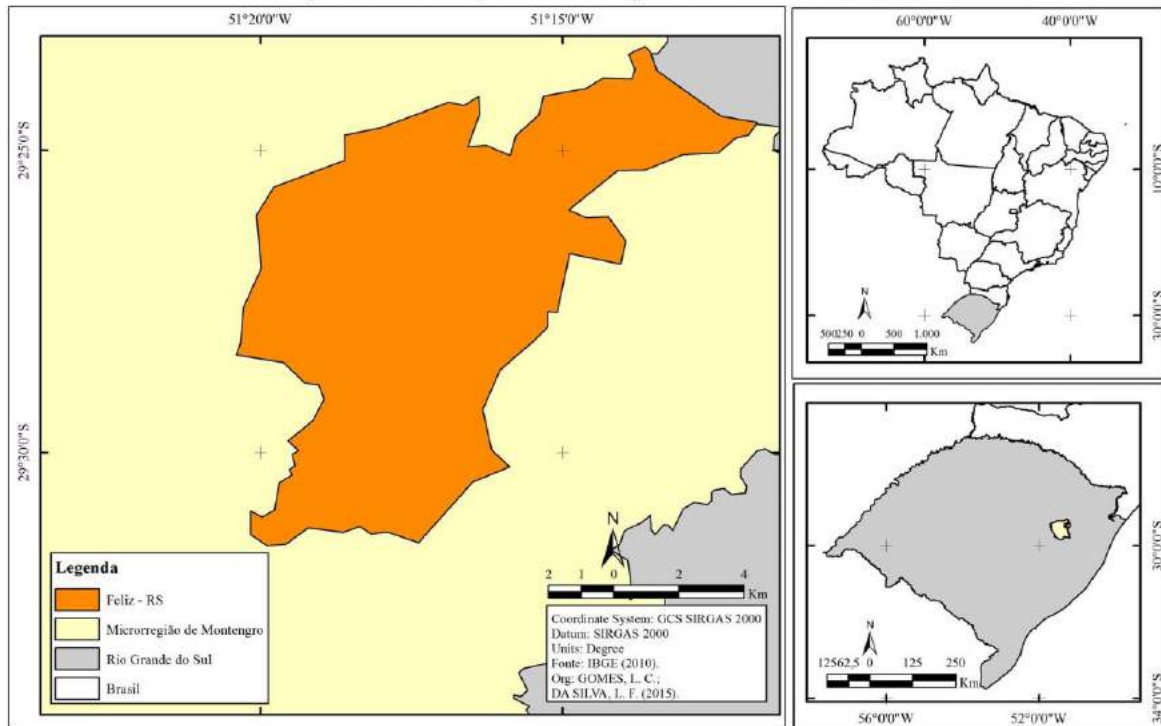 51°20'0"W
51°15'0"W
29°25'0"S
29°30'0"S
N
2 1 0 2 4
Km
Legenda
Feliz - RS
Microrregião de Montengro
Rio Grande do Sul
Brasil
Coordinate System: GCS SIRGAS 2000
Datum: SIRGAS 2000
Units: Degree
Fonte: IBGE (2010).
Org: GOMES, L. C.;
DA SILVA, L. F. (2015).
60°0'0"W
40°0'0"W
10°0'0"S
30°0'0"S
N
500250 0 500 1.000
Km
30°0'0"S
34°0'0"S
N
12562,5 0 125 250
Km
56°0'0"W
52°0'0"W